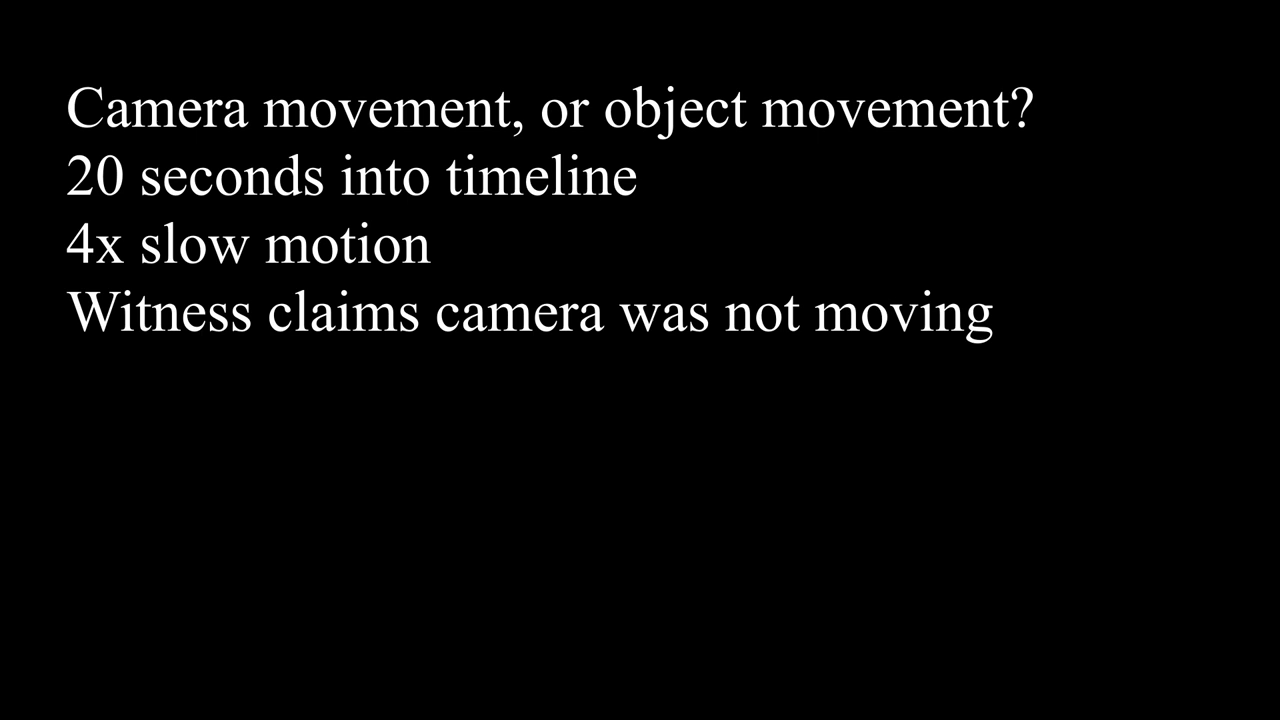 Camera movement, or object movement?
20 seconds into timeline
4x slow motion
Witness claims camera was not moving